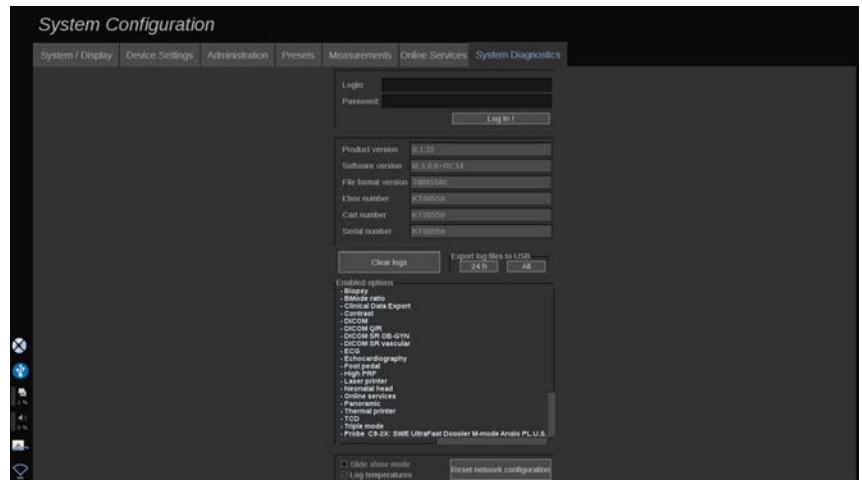 System Configuration
System / Display Device Settings Administration Presets Measurements Online Services System Diagnostics
Login:
Password:
Log In !
Product version
Software version
File format version
Ebox number KT00550
Cart number KT00550
Serial number KT00550
Clear logs
Export log files to USB
24 h All
Enabled options
- Biopsy
- BMode ratio
- Clinical Data Export
- Contrast
- DICOM
- DICOM Q/R
- DICOM SR OB-GYN
- DICOM SR vascular
- ECG
- Echocardiography
- Foot pedal
- High PRF
- Laser printer
- Neonatal head
- Online services
- Panoramic
- Thermal printer
- TCD
- Triple mode
- Probe C9-2X: SWE UltraFast Doppler M-mode Angio PL.U.S.
Slide show mode
Log temperatures
Reset network configuration